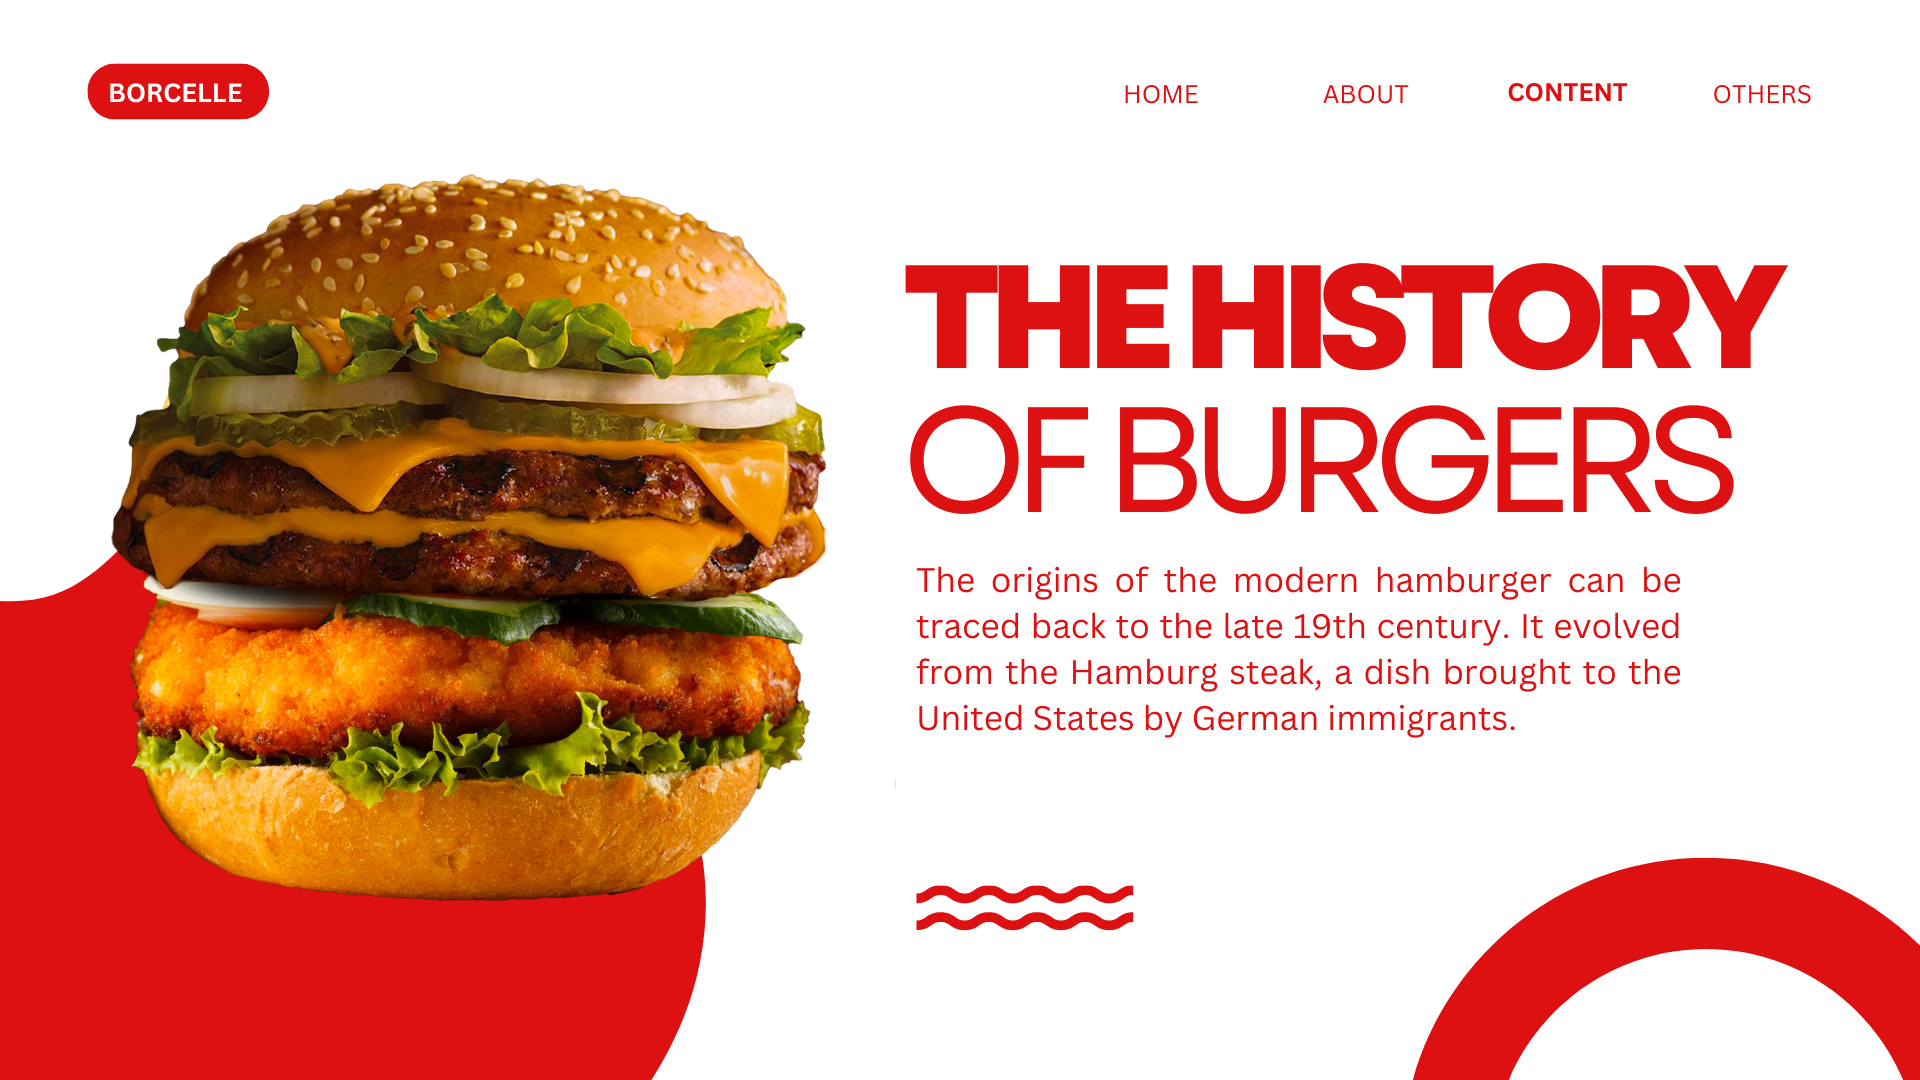 BORCELLE
HOME ABOUT CONTENT OTHERS
THE HISTORY
OF BURGERS
The origins of the modern hamburger can be
traced back to the late 19th century. It evolved
from the Hamburg steak, a dish brought to the
United States by German immigrants.